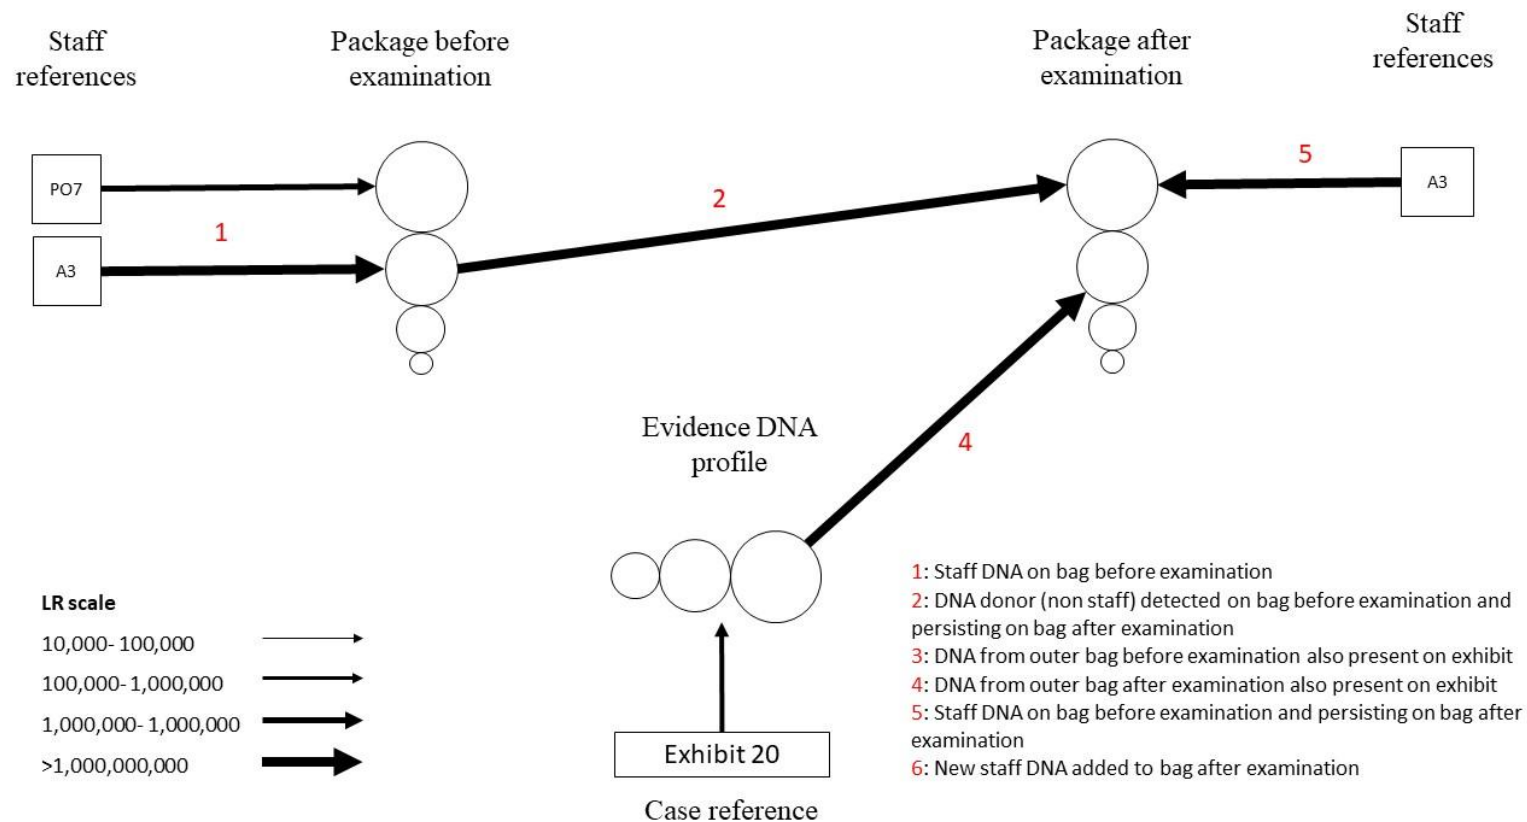 Staff
references
Package before
examination
Package after
examination
Staff
references
PO7
A3
1
2
5
A3
Evidence DNA
profile
4
LR scale
10,000- 100,000
100,000- 1,000,000
1,000,000- 1,000,000
>1,000,000,000
Exhibit 20
Case reference
1: Staff DNA on bag before examination
2: DNA donor (non staff) detected on bag before examination and
persisting on bag after examination
3: DNA from outer bag before examination also present on exhibit
4: DNA from outer bag after examination also present on exhibit
5: Staff DNA on bag before examination and persisting on bag after
examination
6: New staff DNA added to bag after examination